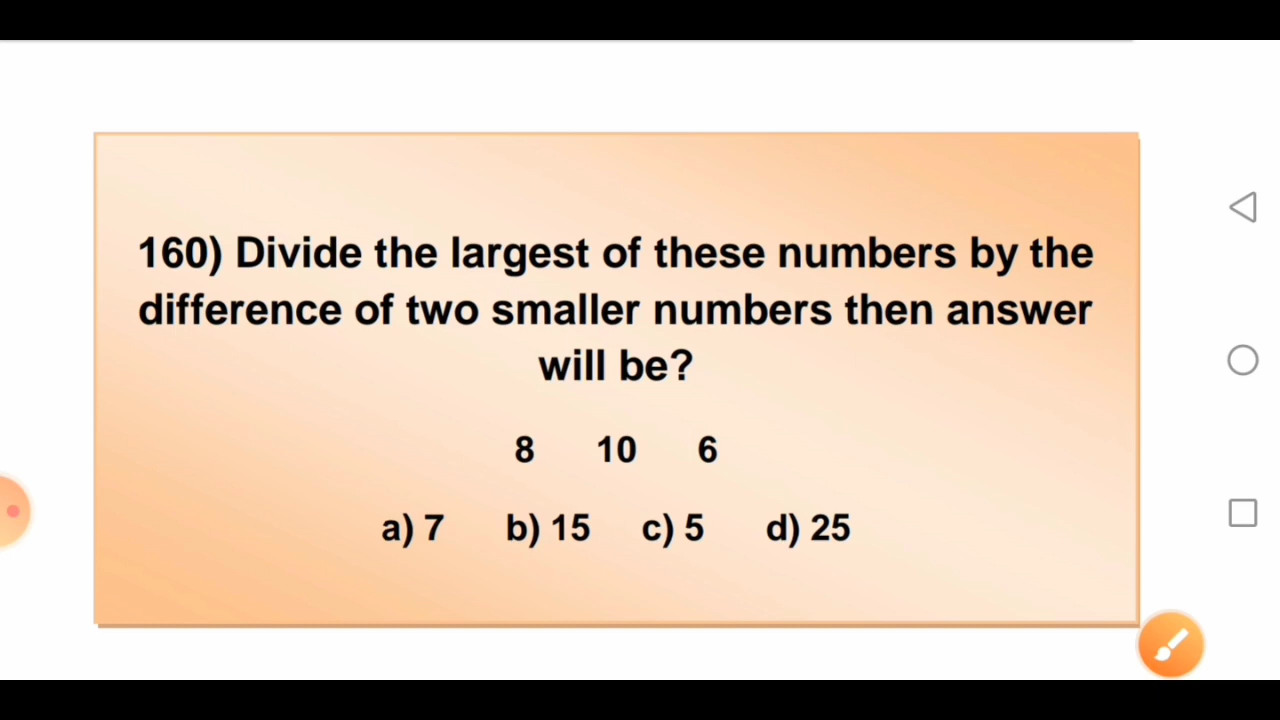 160) Divide the largest of these numbers by the
difference of two smaller numbers then answer
will be?
8 10 6
a) 7 b) 15 c) 5 d) 25